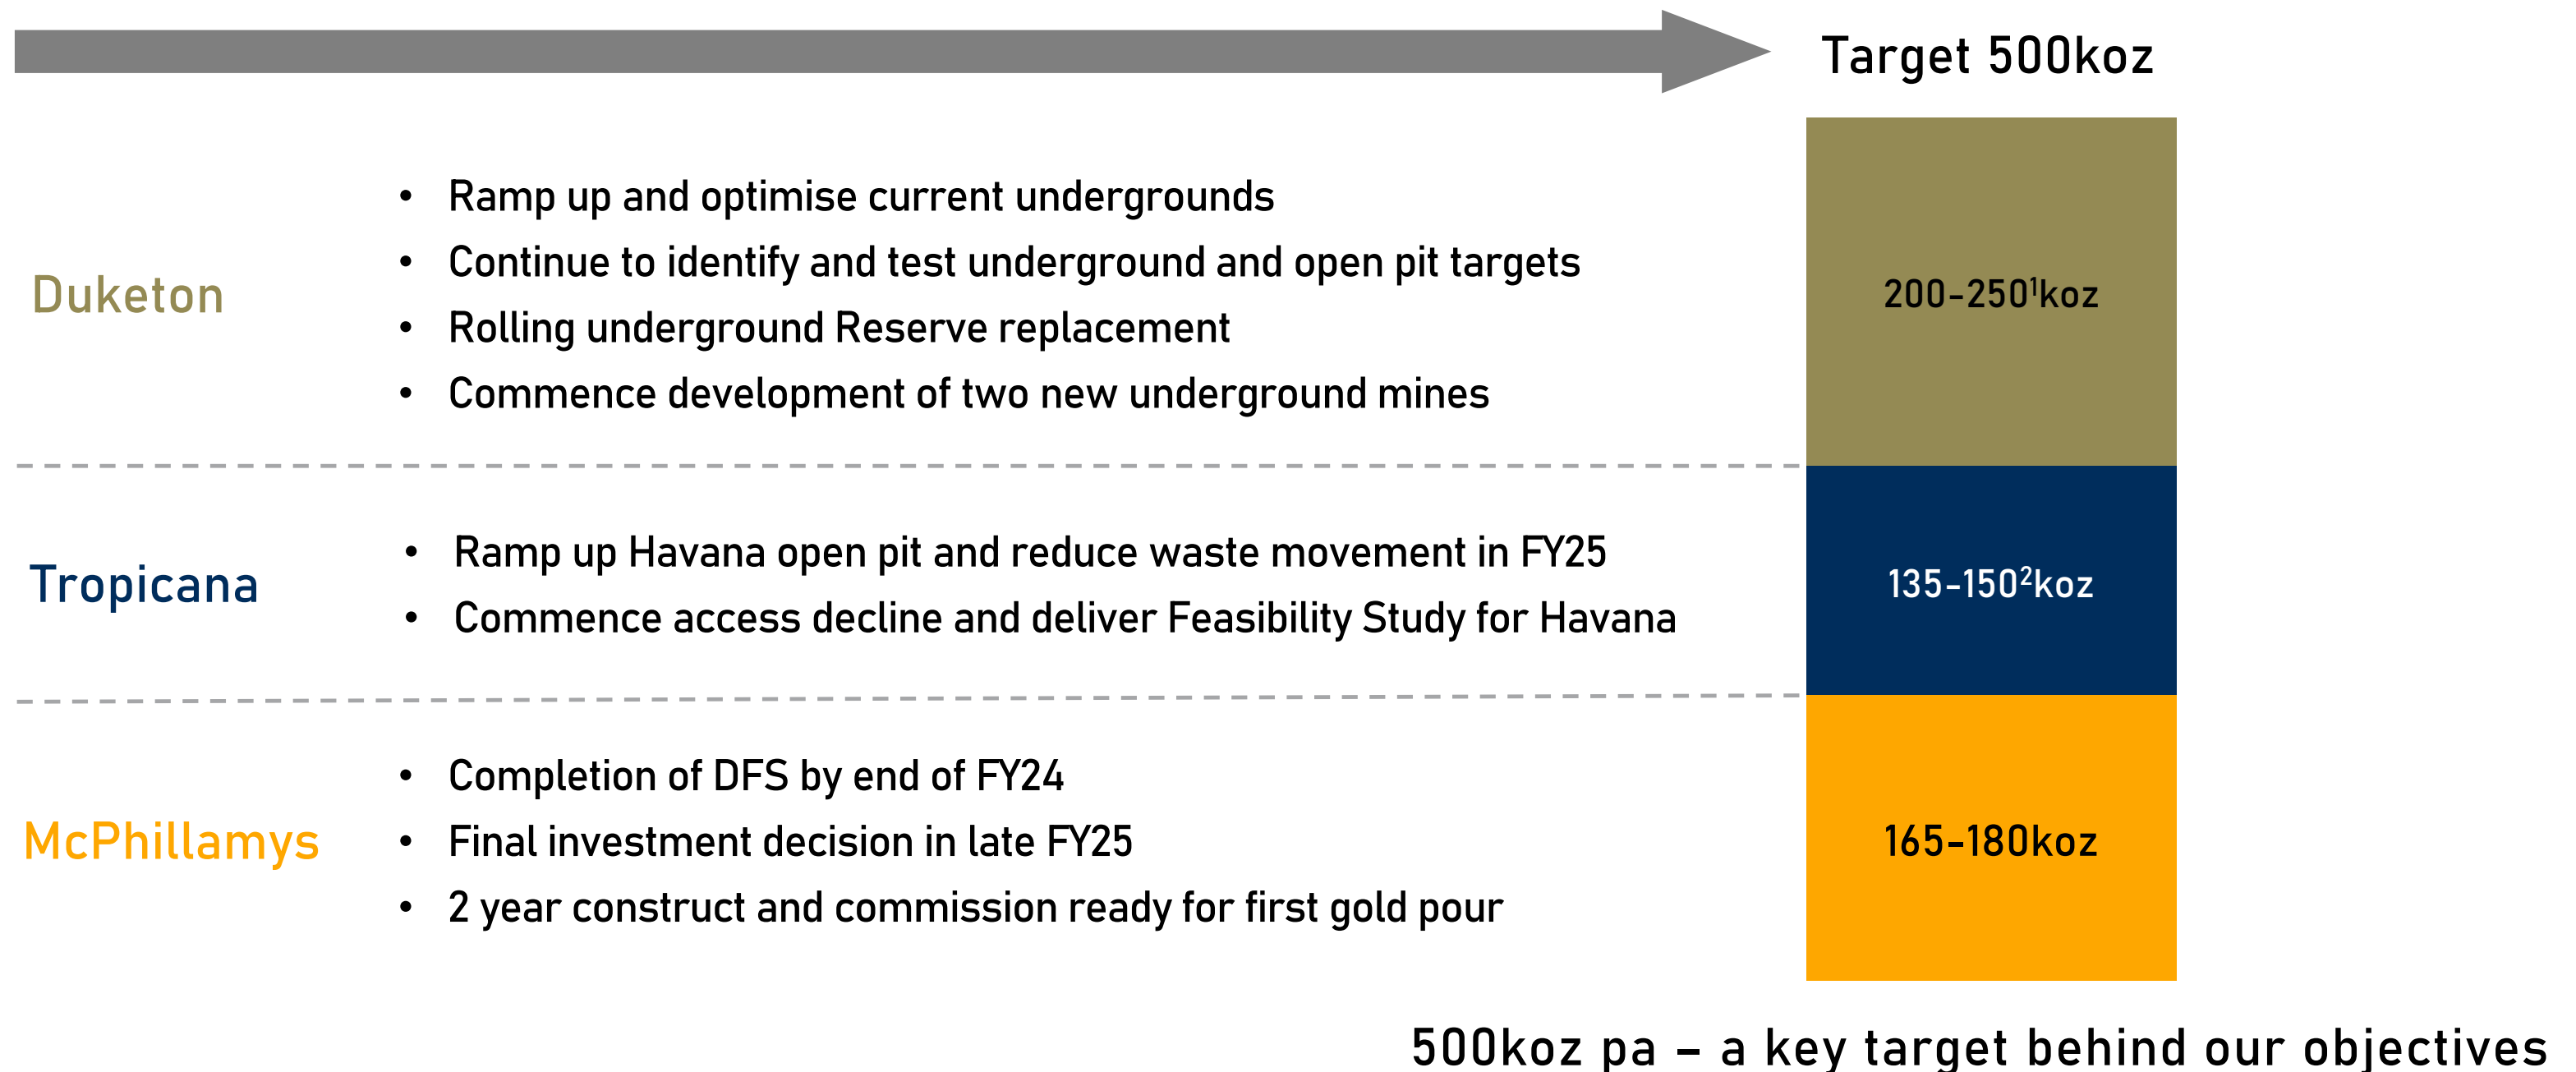 Target 500koz
Duketon
• Ramp up and optimise current undergrounds
• Continue to identify and test underground and open pit targets
• Rolling underground Reserve replacement
• Commence development of two new underground mines
200-250¹koz
Tropicana
• Ramp up Havana open pit and reduce waste movement in FY25
• Commence access decline and deliver Feasibility Study for Havana
135-150²koz
McPhillamys
• Completion of DFS by end of FY24
• Final investment decision in late FY25
• 2 year construct and commission ready for first gold pour
165-180koz
500koz pa – a key target behind our objectives